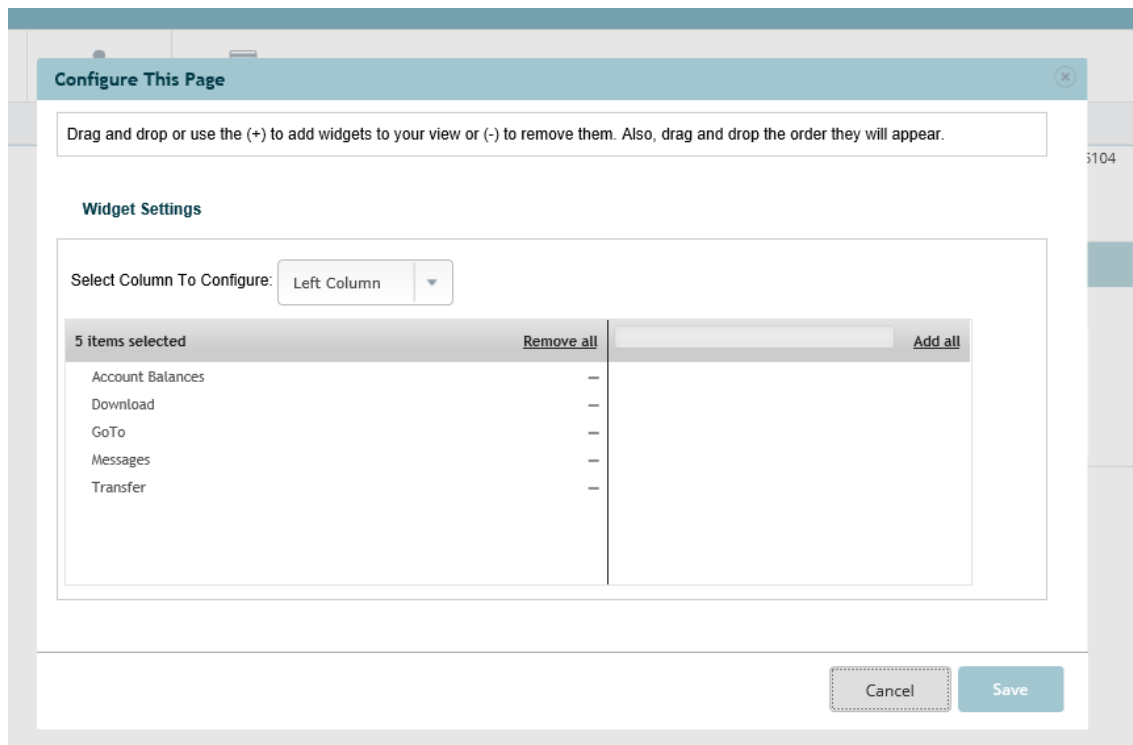 Configure This Page
Drag and drop or use the (+) to add widgets to your view or (-) to remove them. Also, drag and drop the order they will appear.
5104
Widget Settings
Select Column To Configure: Left Column
5 items selected Remove all Add all
Account Balances
Download
GoTo
Messages
Transfer
Cancel Save